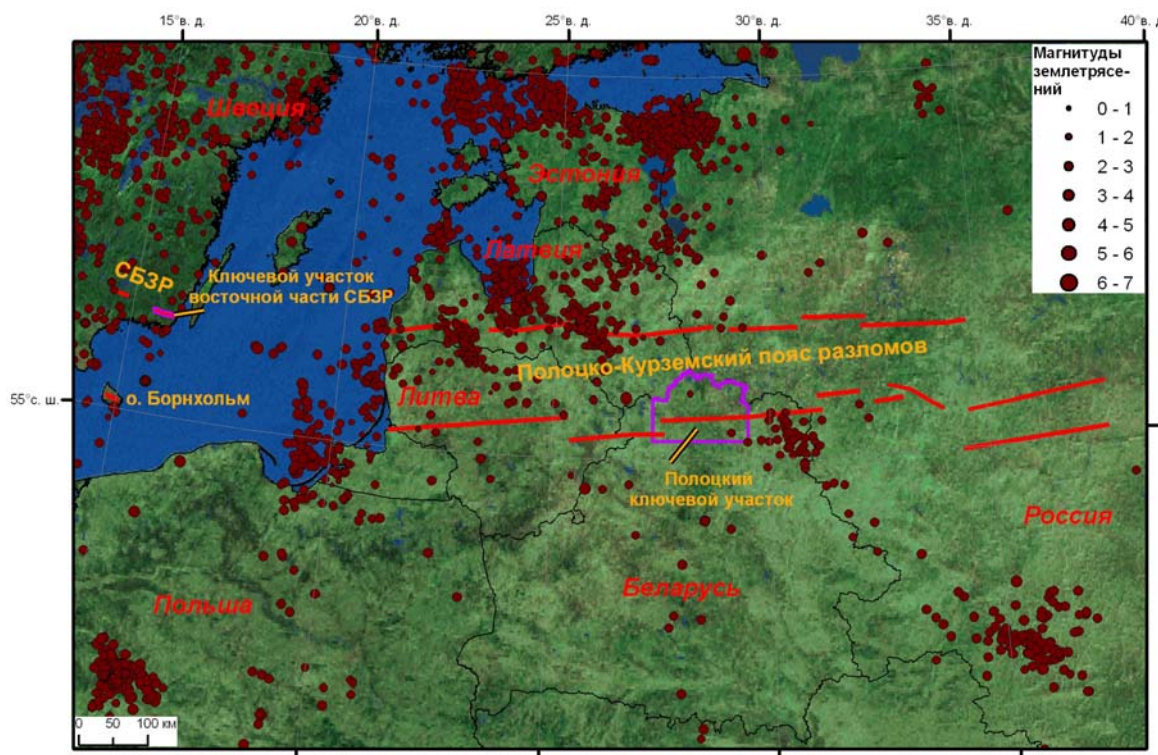 15°в. д.
20°в. д.
25°в. д.
30°в. д.
35°в. д.
40°в. д.
Магнитуды
землетрясе-
ний
0 - 1
1 - 2
2 - 3
3 - 4
4 - 5
5 - 6
6 - 7
Швеция
Эстония
Латвия
СБЗР
Ключевой участок
восточной части СБЗР
Полоцко-Курземский пояс разломов
55°с. ш.
о. Борнхольм
Литва
Полоцкий
ключевой участок
Россия
Беларусь
Польша
0 50 100 км